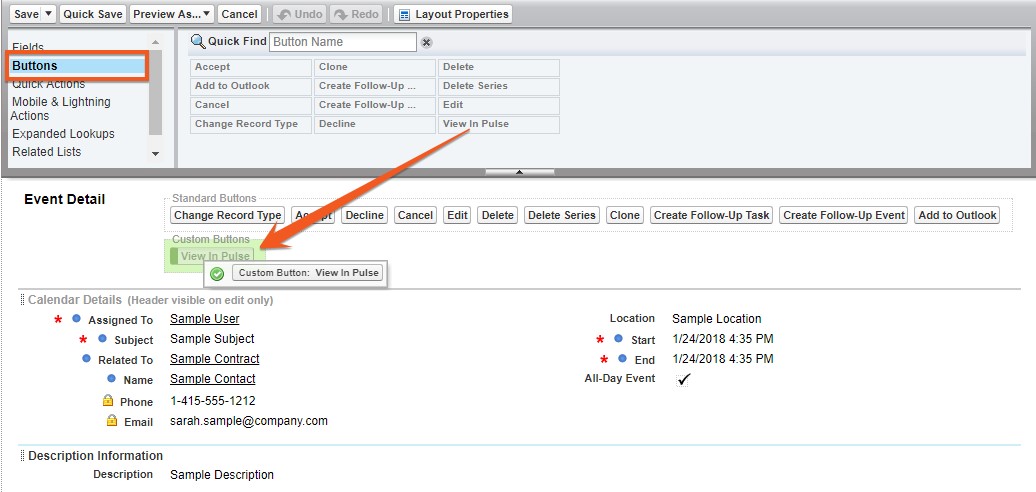 Save Quick Save Preview As... Cancel Undo Redo Layout Properties
Fields
Buttons
Quick Actions
Mobile & Lightning
Actions
Expanded Lookups
Related Lists
Quick Find Button Name
Accept Clone Delete
Add to Outlook Create Follow-Up ... Delete Series
Cancel Create Follow-Up ... Edit
Change Record Type Decline View In Pulse
Event Detail
Standard Buttons
Change Record Type Accept Decline Cancel Edit Delete Delete Series Clone Create Follow-Up Task Create Follow-Up Event Add to Outlook
Custom Buttons
View In Pulse
Custom Button: View In Pulse
Calendar Details (Header visible on edit only)
* Assigned To Sample User
Location Sample Location
* Subject Sample Subject
* Start 1/24/2018 4:35 PM
Related To Sample Contract
* End 1/24/2018 4:35 PM
Name Sample Contact
All-Day Event
Phone 1-415-555-1212
Email sarah.sample@company.com
Description Information
Description Sample Description